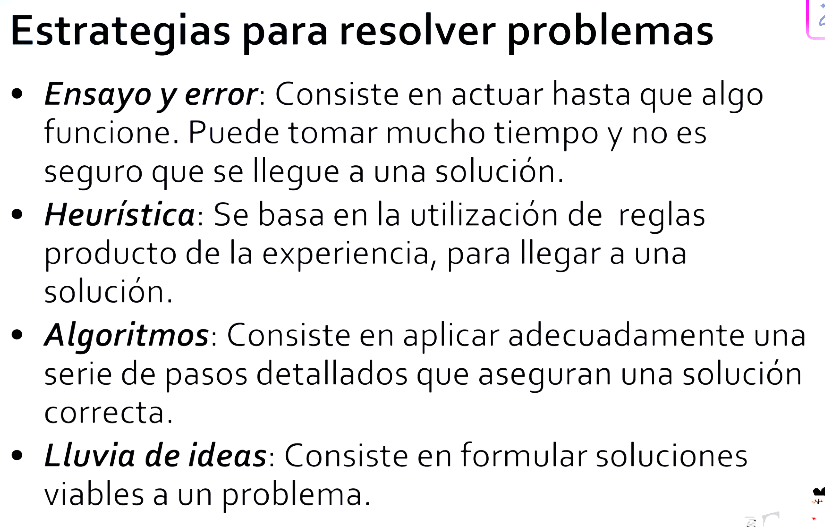 Estrategias para resolver problemas
• Ensayo y error: Consiste en actuar hasta que algo
funcione. Puede tomar mucho tiempo y no es
seguro que se llegue a una solución.
• Heurística: Se basa en la utilización de reglas
producto de la experiencia, para llegar a una
solución.
• Algoritmos: Consiste en aplicar adecuadamente una
serie de pasos detallados que aseguran una solución
correcta.
• Lluvia de ideas: Consiste en formular soluciones
viables a un problema.